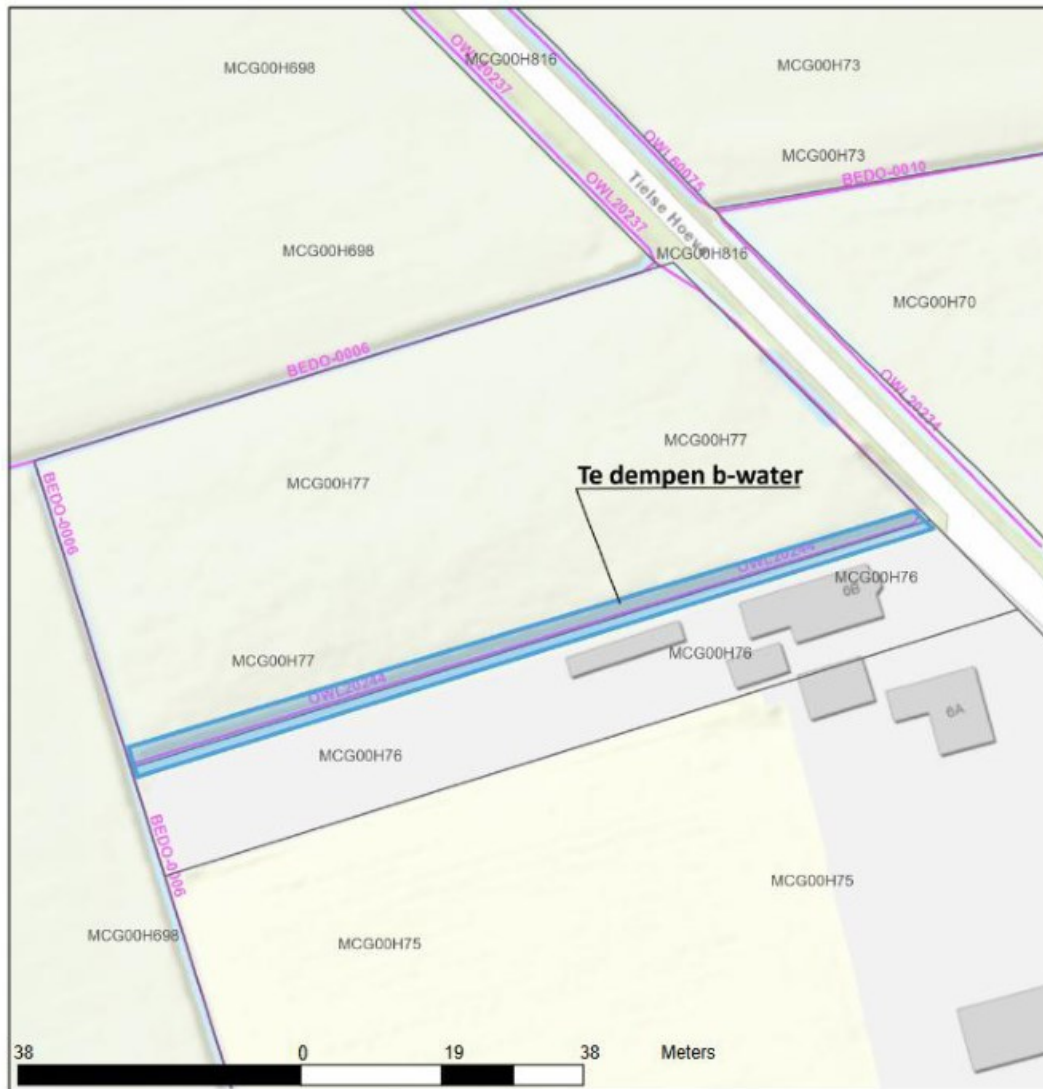 MCG00H698
OWL20237
MCG00H816
MCG00H73
OWL60075
MCG00H73
BEDO-0010
OWL20237
Tielse Hoeve
MCG00H698
MCG00H816
MCG00H70
BEDO-0006
OWL20234
MCG00H77
MCG00H77
Te dempen b-water
BEDO-0006
OWL20244
MCG00H76
6B
MCG00H77
MCG00H76
OWL20244
6A
MCG00H76
BEDO-0006
MCG00H75
MCG00H698
MCG00H75
38 0 19 38 Meters